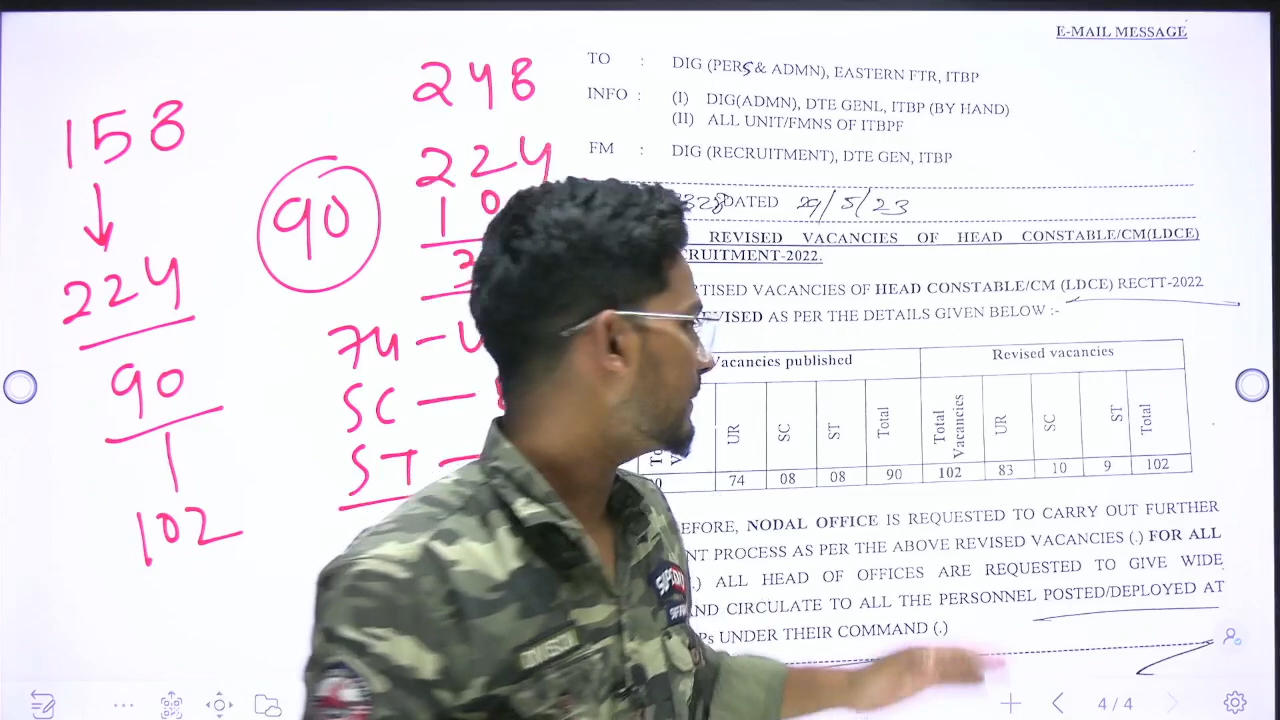 158
224
90
1
102
90
248
224
10
3
74 -
SC -
ST -
E-MAIL MESSAGE
TO : DIG (PERS & ADMN), EASTERN FTR, ITBP
INFO : (I) DIG(ADMN), DTE GENL, ITBP (BY HAND)
(II) ALL UNIT/FMNS OF ITBPF
FM : DIG (RECRUITMENT), DTE GEN, ITBP
DATED 29/5/23
REVISED VACANCIES OF HEAD CONSTABLE/CM(LDCE)
RUITMENT-2022.
RTISED VACANCIES OF HEAD CONSTABLE/CM (LDCE) RECTT-2022
EVISED AS PER THE DETAILS GIVEN BELOW :-
Vacancies published Revised vacancies
UR SC ST Total Total Vacancies UR SC ST Total
74 08 08 90 102 83 10 9 102
EFORE, NODAL OFFICE IS REQUESTED TO CARRY OUT FURTHER
NT PROCESS AS PER THE ABOVE REVISED VACANCIES (.) FOR ALL
.) ALL HEAD OF OFFICES ARE REQUESTED TO GIVE WIDE
AND CIRCULATE TO ALL THE PERSONNEL POSTED/DEPLOYED AT
Ps UNDER THEIR COMMAND (.)
4/4